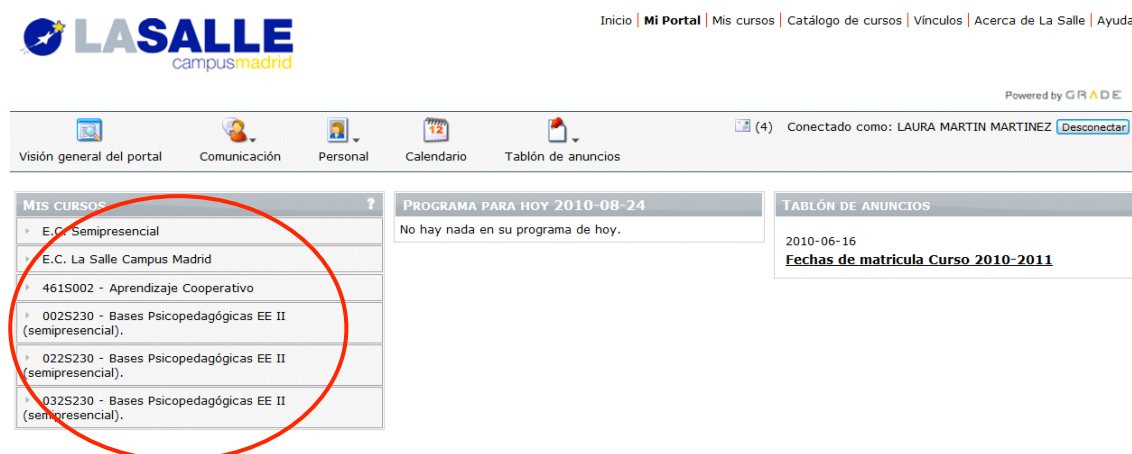 LASALLE
campusmadrid
Inicio | Mi Portal | Mis cursos | Catálogo de cursos | Vínculos | Acerca de La Salle | Ayuda
Powered by GRADE
Visión general del portal
Comunicación
Personal
12
Calendario
Tablón de anuncios
(4) Conectado como: LAURA MARTIN MARTINEZ Desconectar
MIS CURSOS ?
E.C. Semipresencial
E.C. La Salle Campus Madrid
461S002 - Aprendizaje Cooperativo
002S230 - Bases Psicopedagógicas EE II
(semipresencial).
022S230 - Bases Psicopedagógicas EE II
(semipresencial).
032S230 - Bases Psicopedagógicas EE II
(semipresencial).
PROGRAMA PARA HOY 2010-08-24
No hay nada en su programa de hoy.
TABLÓN DE ANUNCIOS
2010-06-16
Fechas de matricula Curso 2010-2011